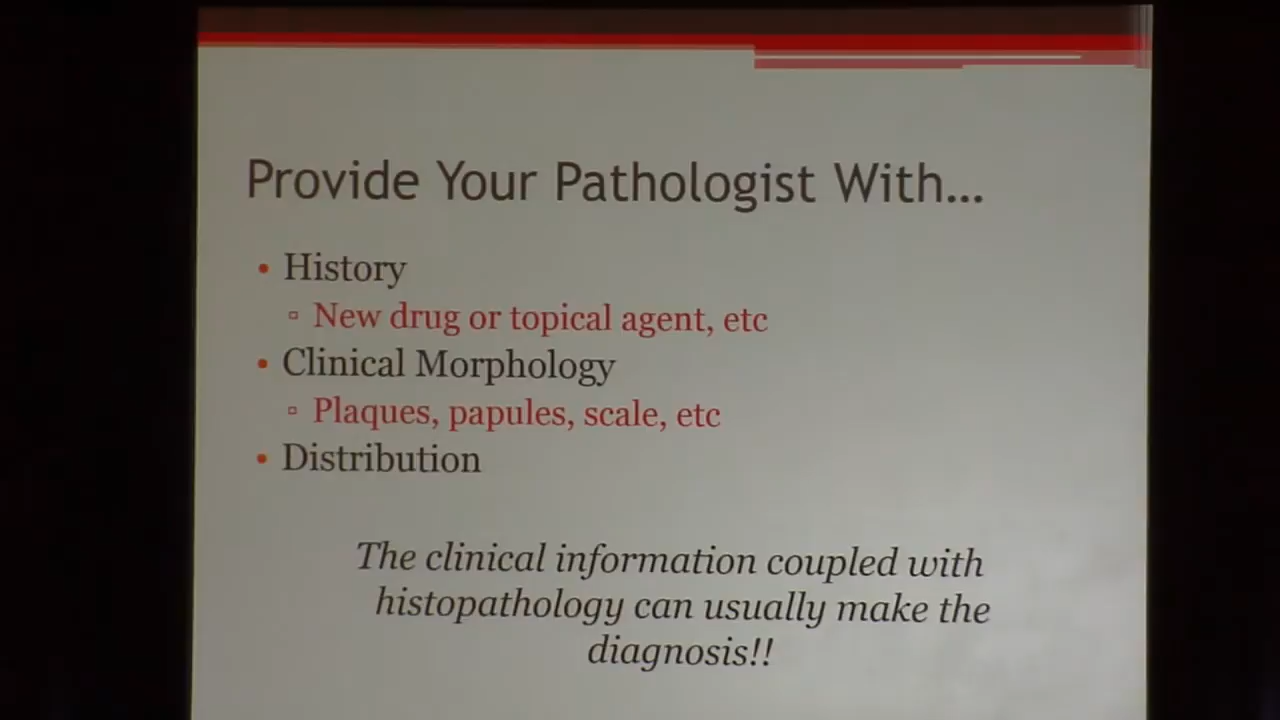 Provide Your Pathologist With...
• History
▫ New drug or topical agent, etc
• Clinical Morphology
▫ Plaques, papules, scale, etc
• Distribution
The clinical information coupled with
histopathology can usually make the
diagnosis!!